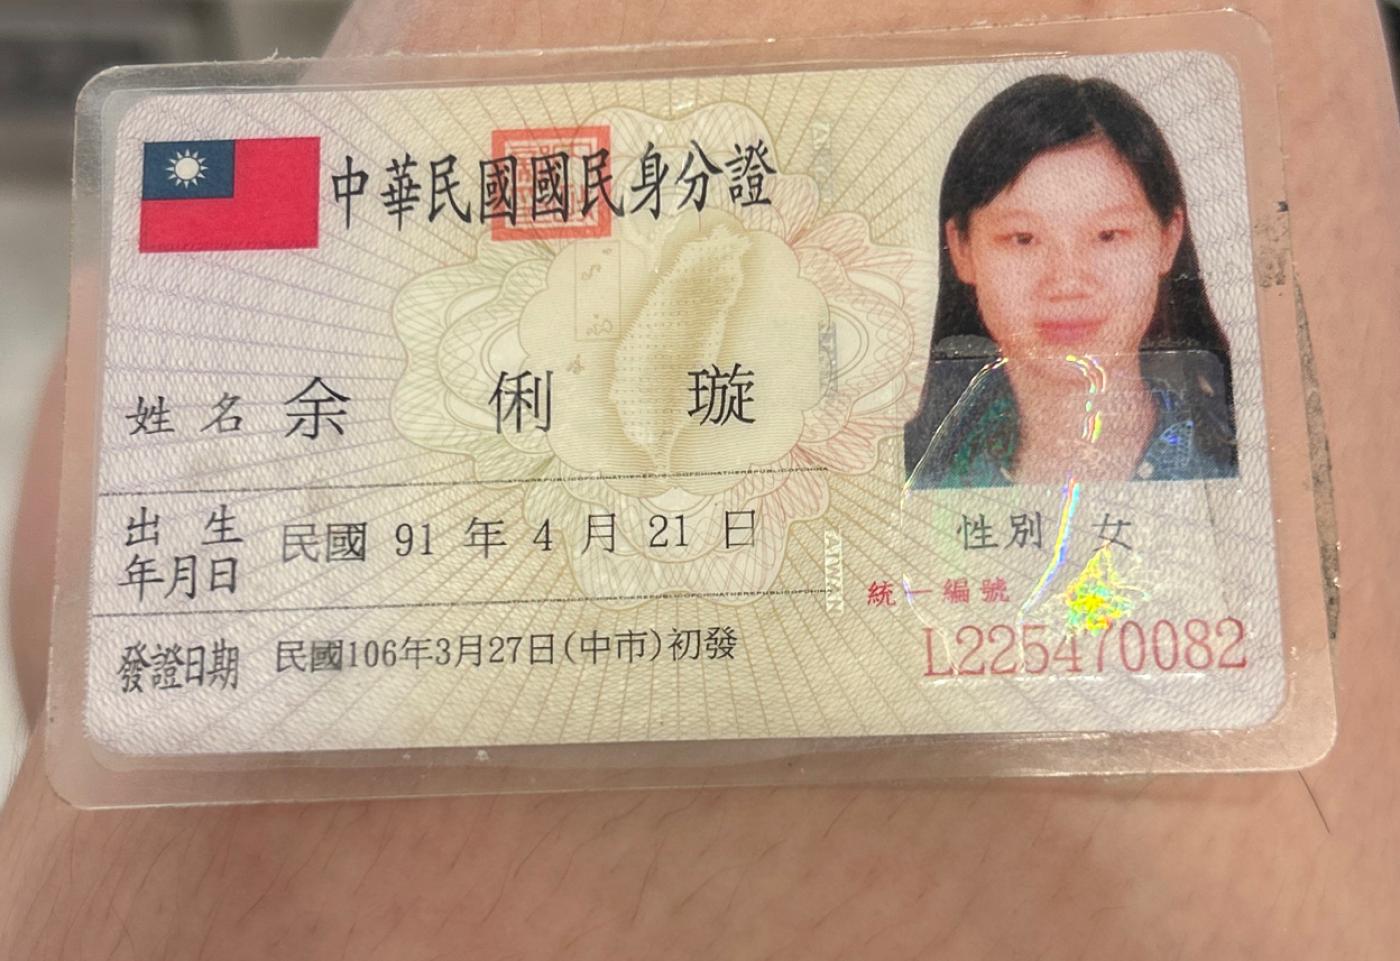 中華民國國民身分證
姓名 余俐璇
出生年月日 民國 91 年 4 月 21 日
發證日期 民國106年3月27日(中市)初發
性別 女
統一編號
L225470082